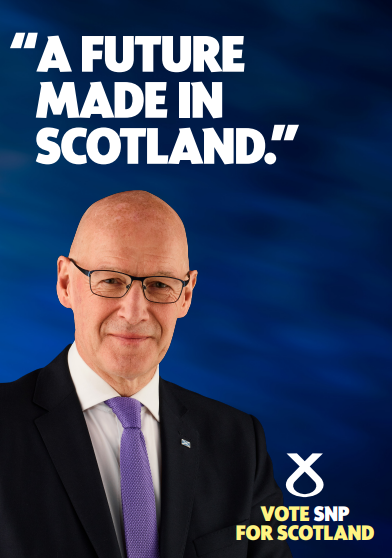 “A FUTURE
MADE IN
SCOTLAND.”
VOTE SNP
FOR SCOTLAND